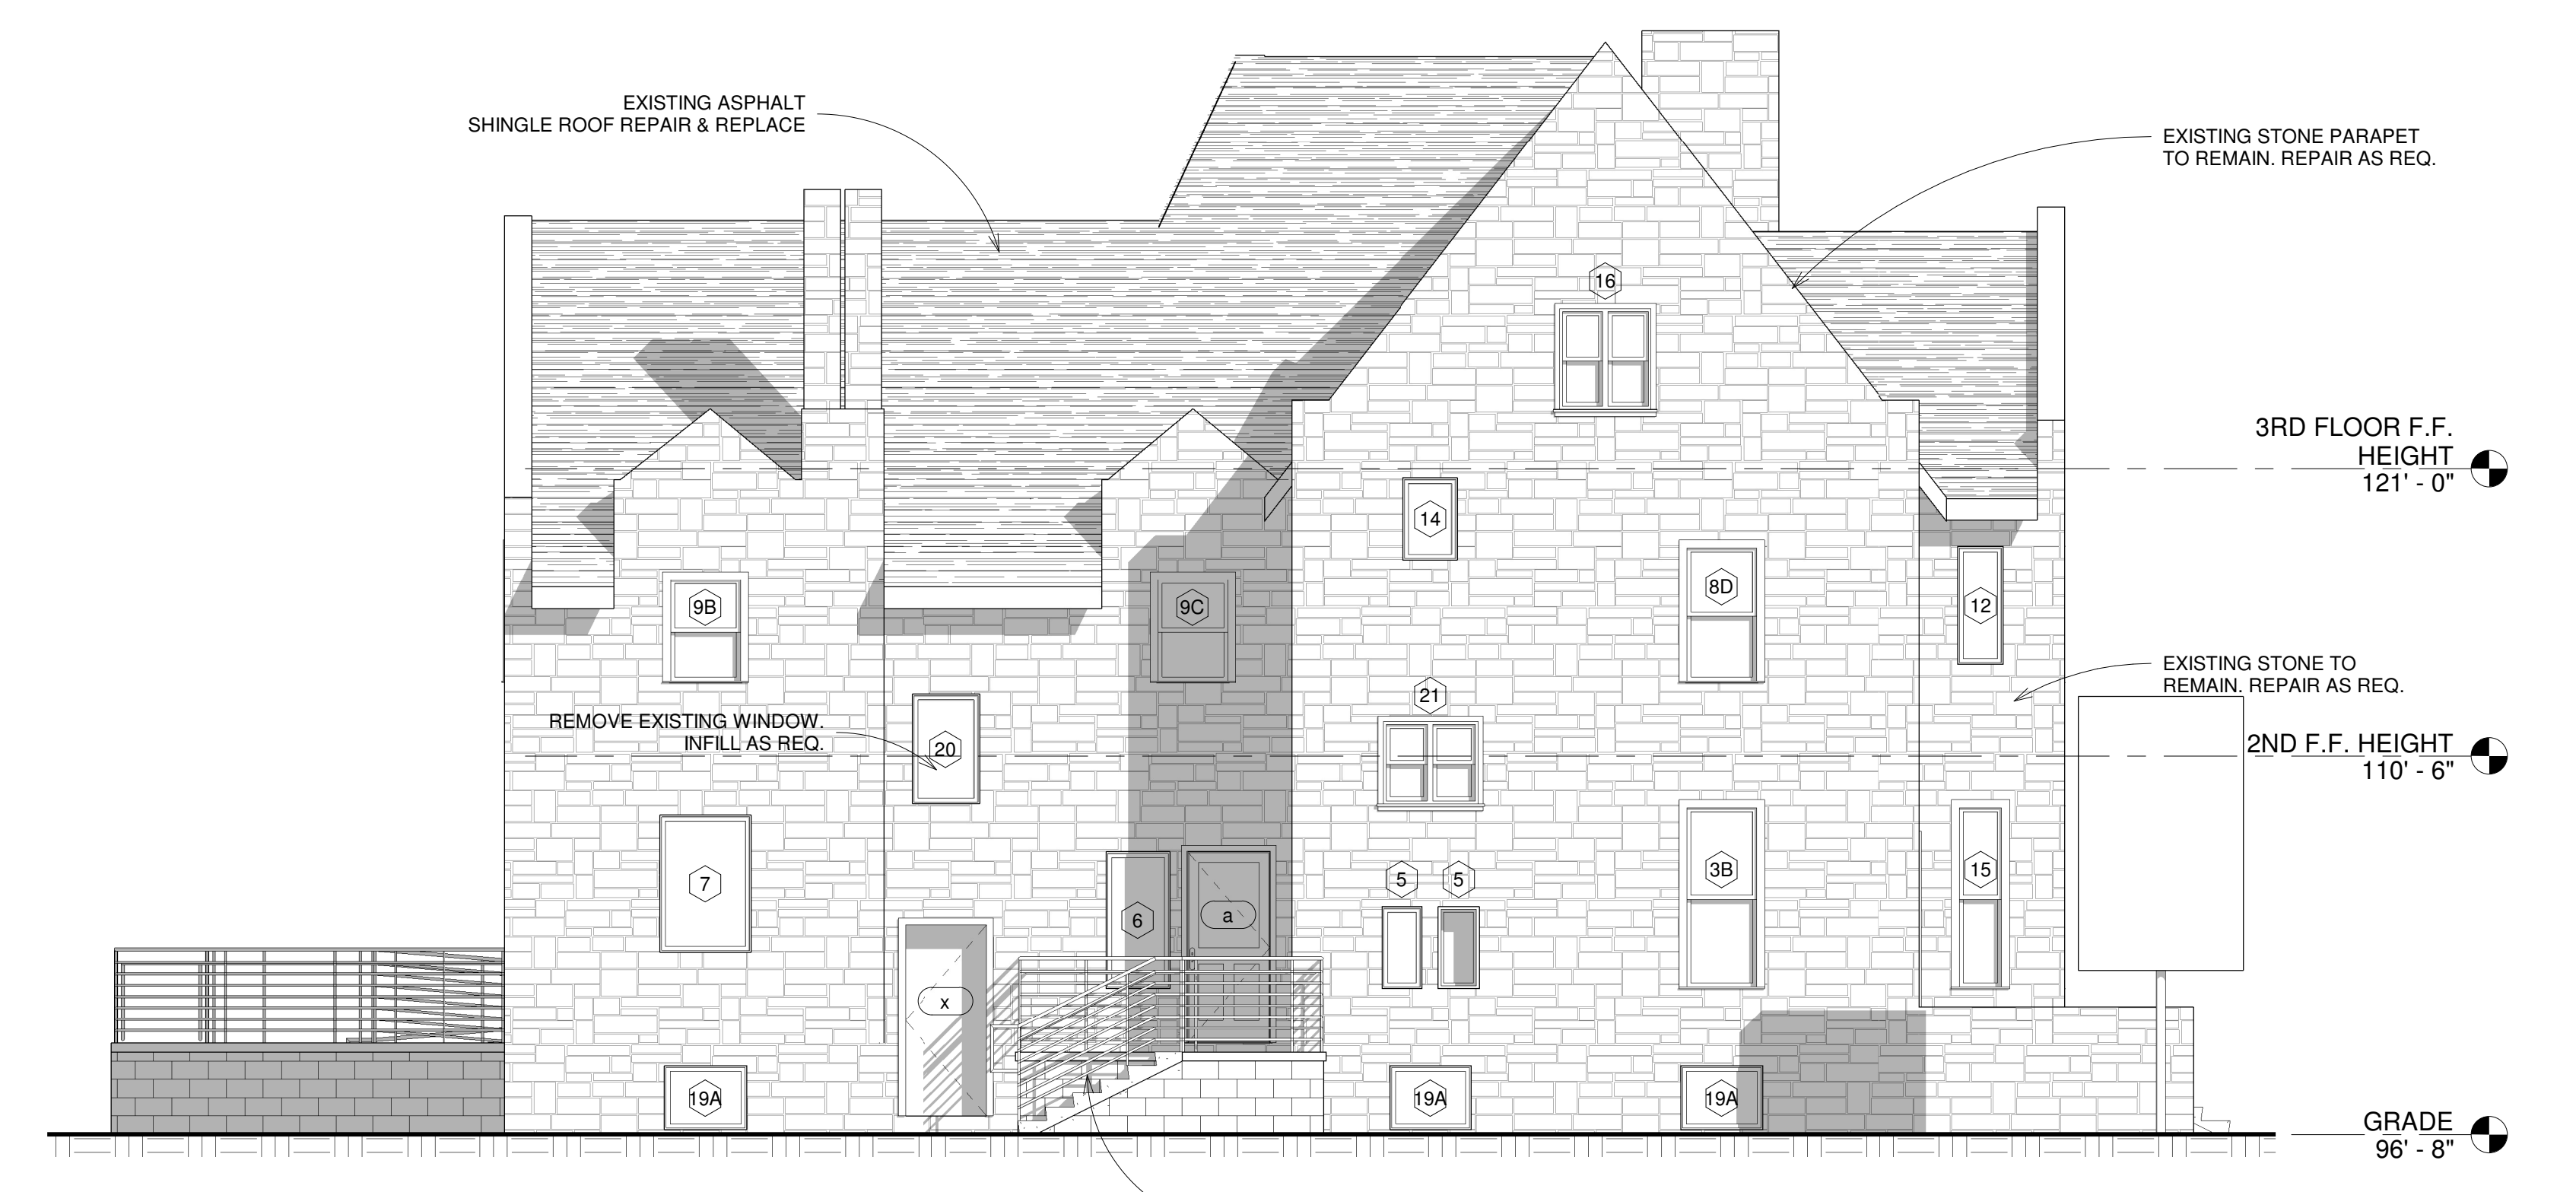 EXISTING ASPHALT
SHINGLE ROOF REPAIR & REPLACE
EXISTING STONE PARAPET
TO REMAIN. REPAIR AS REQ.
16
3RD FLOOR F.F.
HEIGHT
121' - 0"
14
8D
9B
9C
12
EXISTING STONE TO
REMAIN. REPAIR AS REQ.
21
REMOVE EXISTING WINDOW.
INFILL AS REQ.
20
2ND F.F. HEIGHT
110' - 6"
7
5
5
3B
15
6
a
x
19A
19A
19A
GRADE
96' - 8"